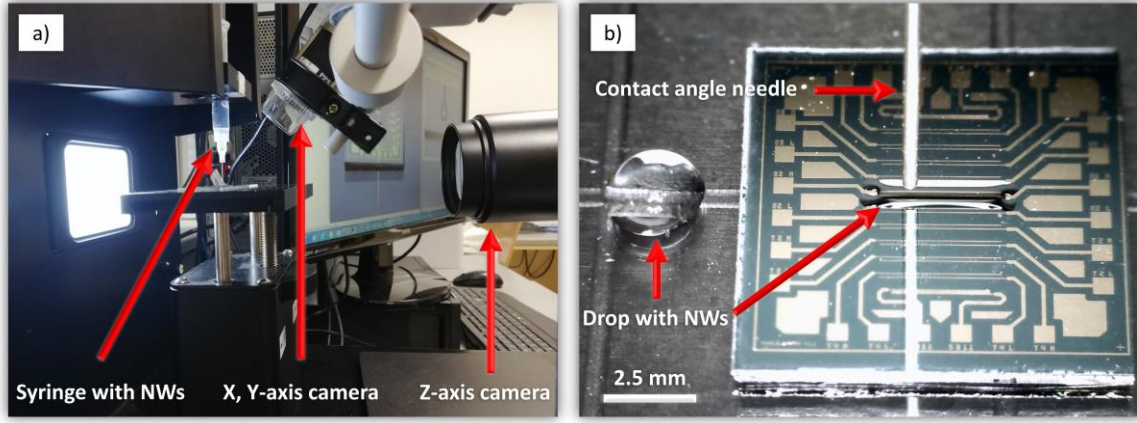 a)
Syringe with NWs
X, Y-axis camera
Z-axis camera
b)
Contact angle needle
Drop with NWs
2.5 mm